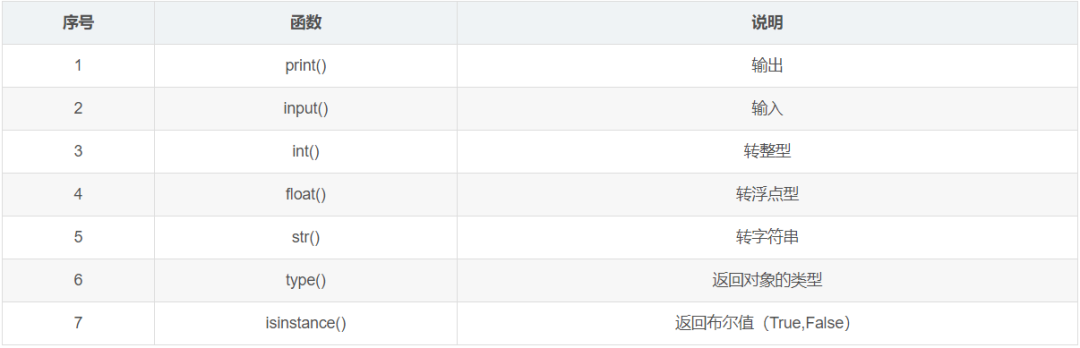 序号 函数 说明
1 print() 输出
2 input() 输入
3 int() 转整型
4 float() 转浮点型
5 str() 转字符串
6 type() 返回对象的类型
7 isinstance() 返回布尔值（True,False）